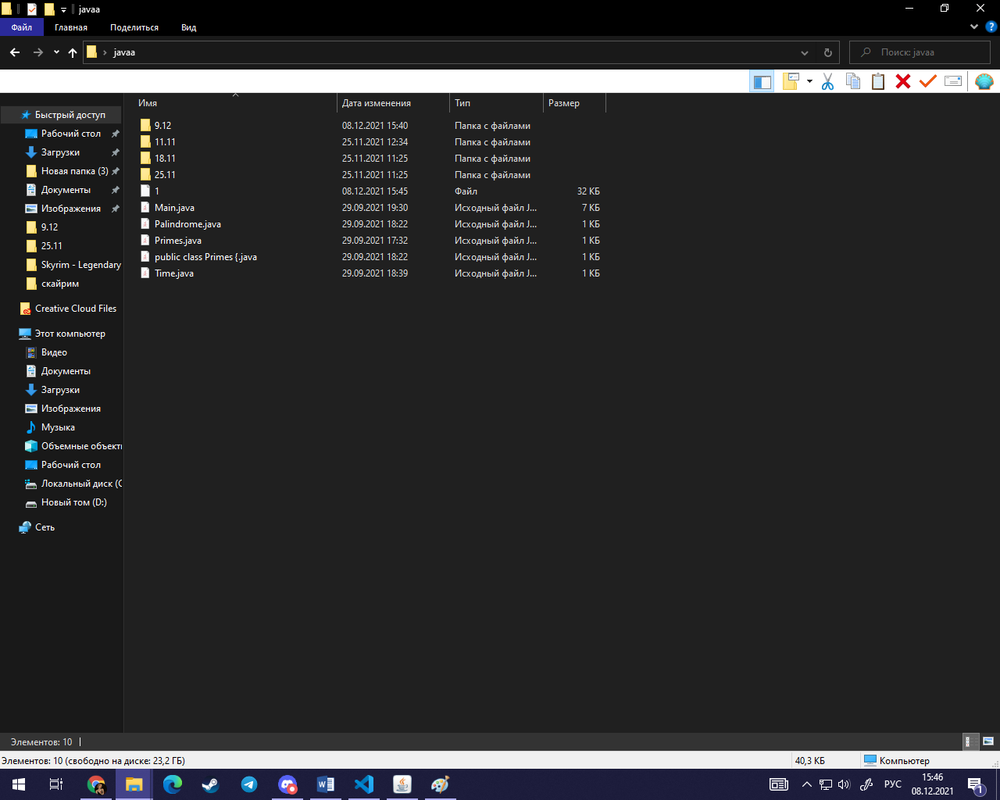 javaa
Файл Главная Поделиться Вид
javaa Поиск: javaa
Имя Дата изменения Тип Размер
9.12 08.12.2021 15:40 Папка с файлами
11.11 25.11.2021 12:34 Папка с файлами
18.11 25.11.2021 11:25 Папка с файлами
25.11 25.11.2021 11:25 Папка с файлами
1 08.12.2021 15:45 Файл 32 КБ
Main.java 29.09.2021 19:30 Исходный файл J... 7 КБ
Palindrome.java 29.09.2021 18:22 Исходный файл J... 1 КБ
Primes.java 29.09.2021 17:32 Исходный файл J... 1 КБ
public class Primes {.java 29.09.2021 18:22 Исходный файл J... 1 КБ
Time.java 29.09.2021 18:39 Исходный файл J... 1 КБ
Быстрый доступ
Рабочий стол
Загрузки
Новая папка (3)
Документы
Изображения
9.12
25.11
Skyrim - Legendary
скайрим
Creative Cloud Files
Этот компьютер
Видео
Документы
Загрузки
Изображения
Музыка
Объемные объекты
Рабочий стол
Локальный диск (C
Новый том (D:)
Сеть
Элементов: 10
Элементов: 10 (свободно на диске: 23,2 ГБ) 40,3 КБ Компьютер
РУС 15:46
08.12.2021
1